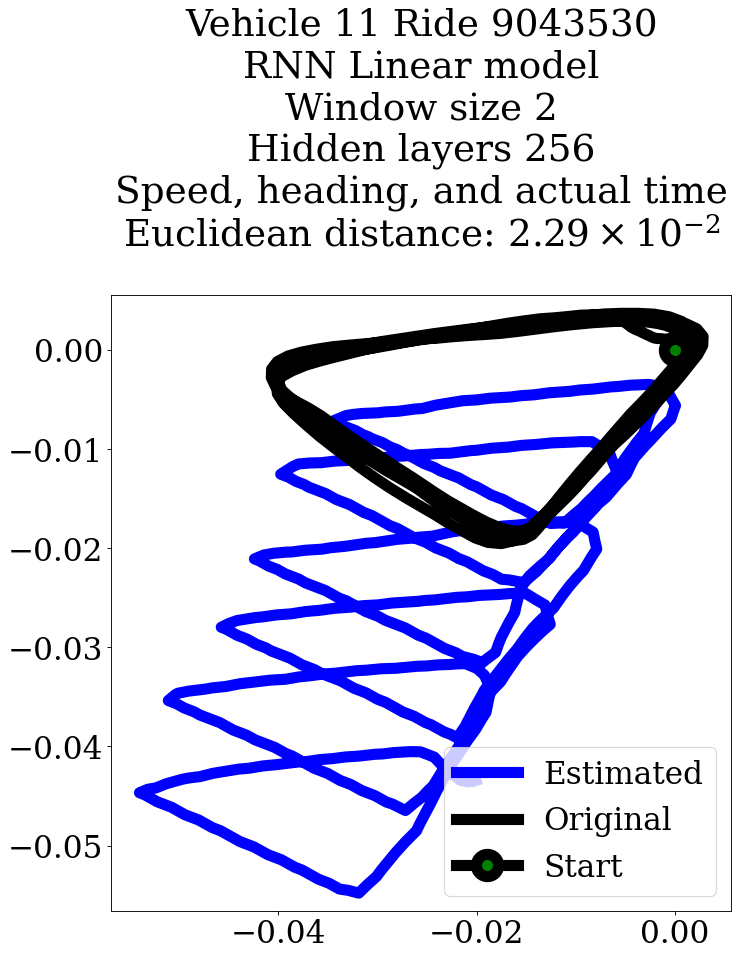 Vehicle 11 Ride 9043530
RNN Linear model
Window size 2
Hidden layers 256
Speed, heading, and actual time
Euclidean distance: 2.29 × 10⁻²
0.00
−0.01
−0.02
−0.03
−0.04
−0.05
Estimated
Original
Start
−0.04 −0.02 0.00